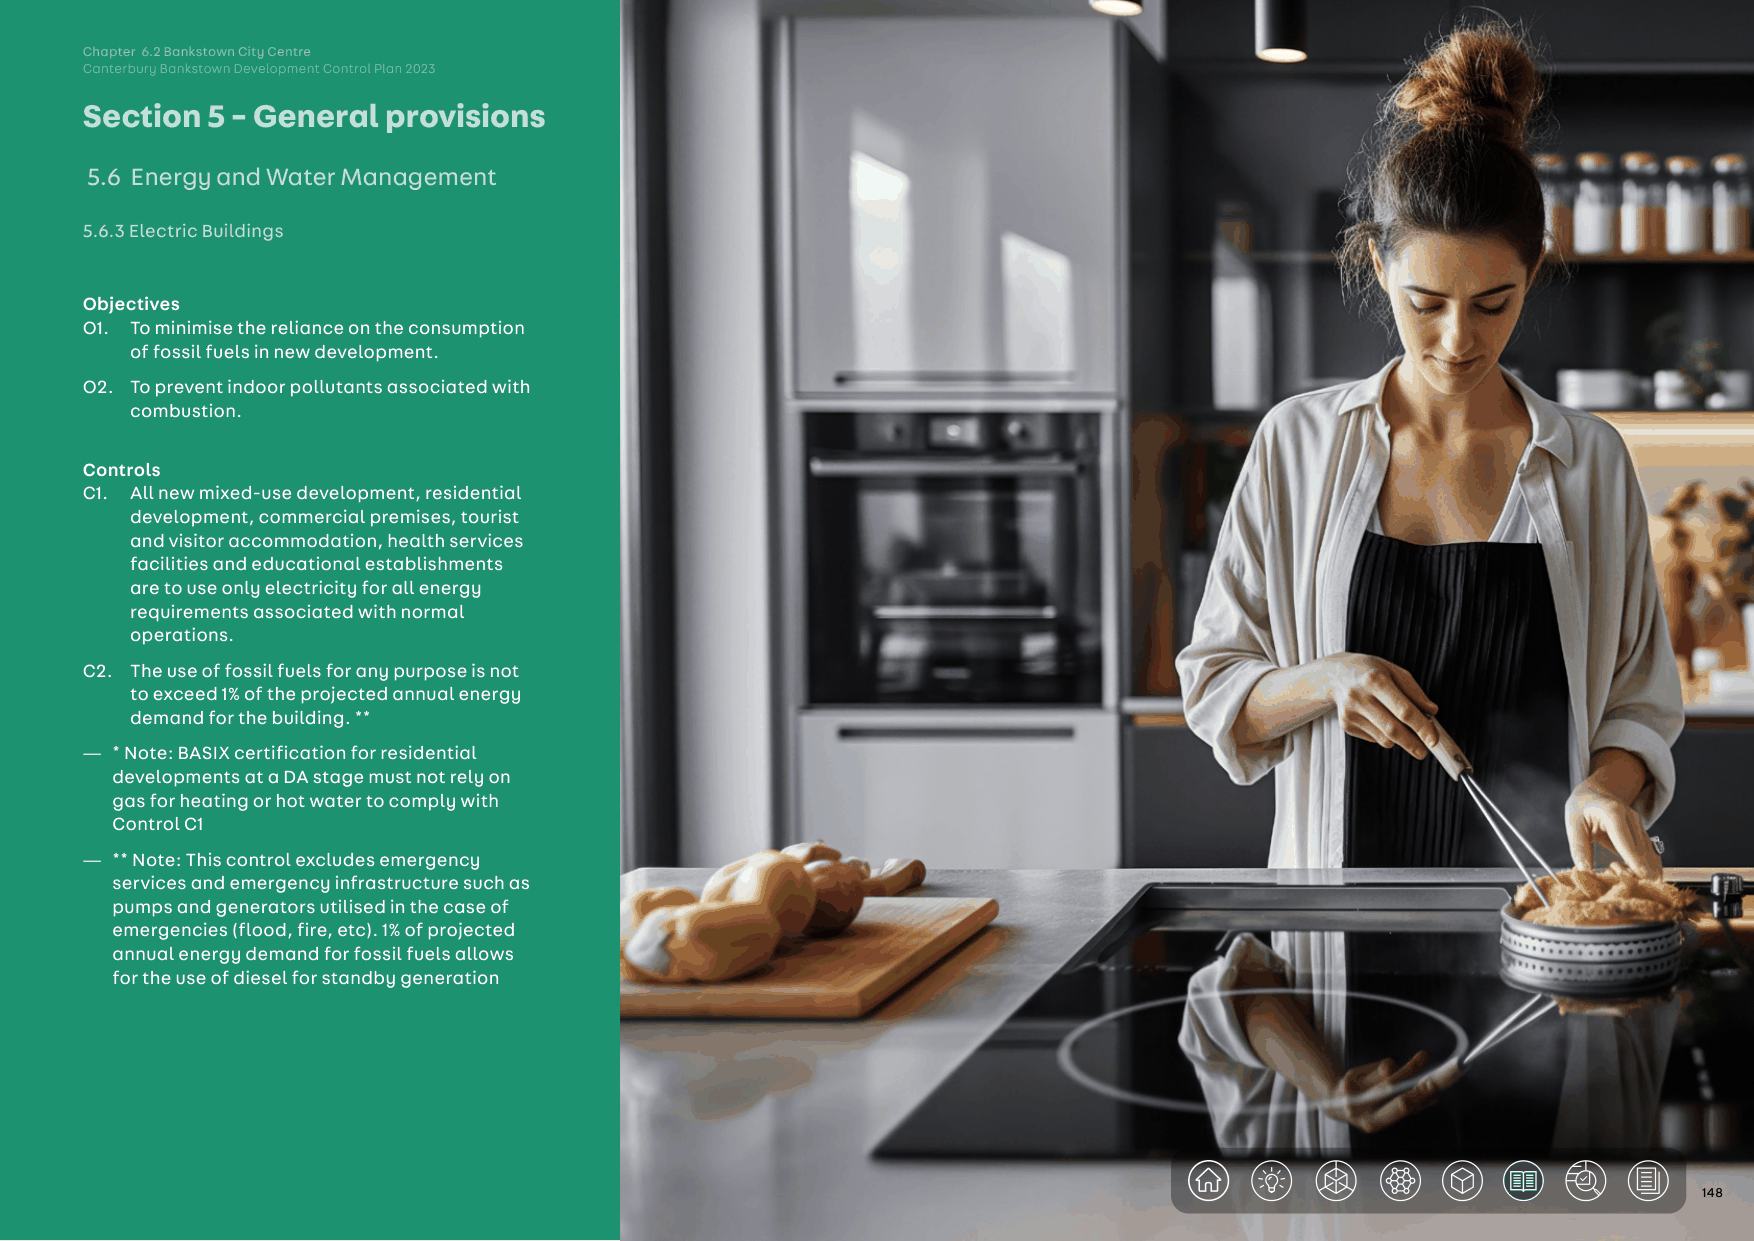 Chapter 6.2 Bankstown City Centre
Canterbury Bankstown Development Control Plan 2023
Section 5 – General provisions
5.6 Energy and Water Management
5.6.3 Electric Buildings
Objectives
O1. To minimise the reliance on the consumption
of fossil fuels in new development.
O2. To prevent indoor pollutants associated with
combustion.
Controls
C1. All new mixed-use development, residential
development, commercial premises, tourist
and visitor accommodation, health services
facilities and educational establishments
are to use only electricity for all energy
requirements associated with normal
operations.
C2. The use of fossil fuels for any purpose is not
to exceed 1% of the projected annual energy
demand for the building. **
— * Note: BASIX certification for residential
developments at a DA stage must not rely on
gas for heating or hot water to comply with
Control C1
— ** Note: This control excludes emergency
services and emergency infrastructure such as
pumps and generators utilised in the case of
emergencies (flood, fire, etc). 1% of projected
annual energy demand for fossil fuels allows
for the use of diesel for standby generation
148